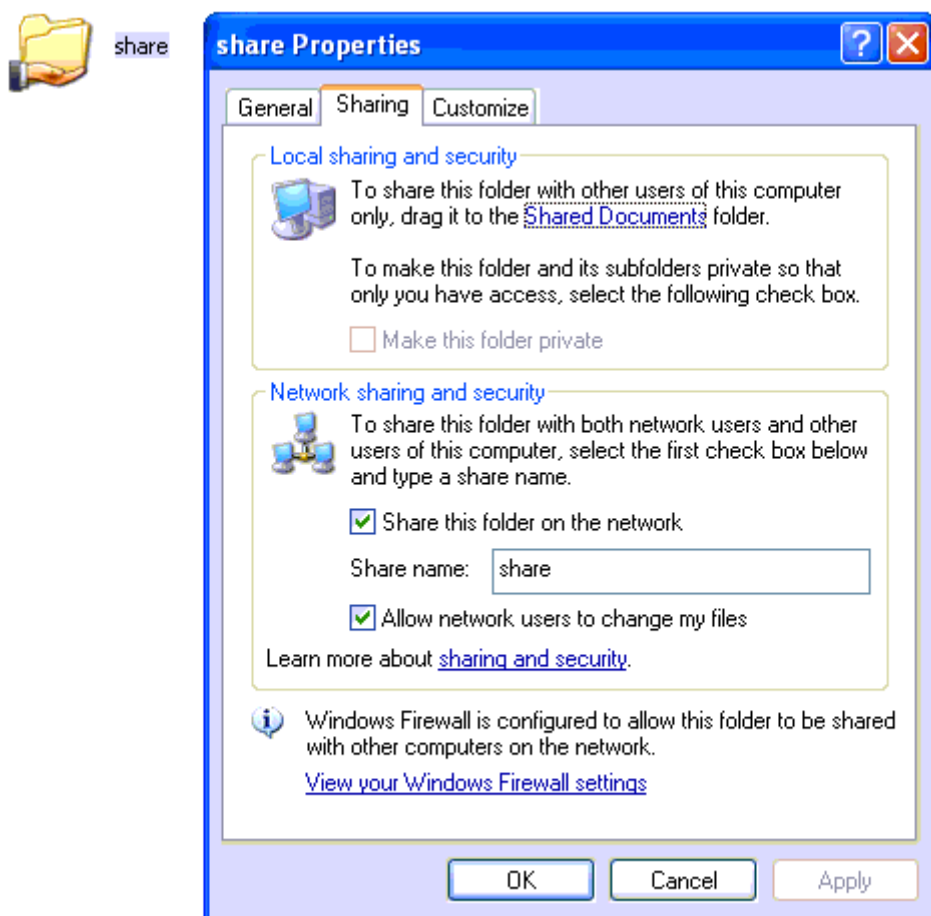 share
share Properties
General
Sharing
Customize
Local sharing and security
To share this folder with other users of this computer
only, drag it to the Shared Documents folder.
To make this folder and its subfolders private so that
only you have access, select the following check box.
Make this folder private
Network sharing and security
To share this folder with both network users and other
users of this computer, select the first check box below
and type a share name.
Share this folder on the network
Share name:
share
Allow network users to change my files
Learn more about sharing and security.
Windows Firewall is configured to allow this folder to be shared
with other computers on the network.
View your Windows Firewall settings
OK
Cancel
Apply